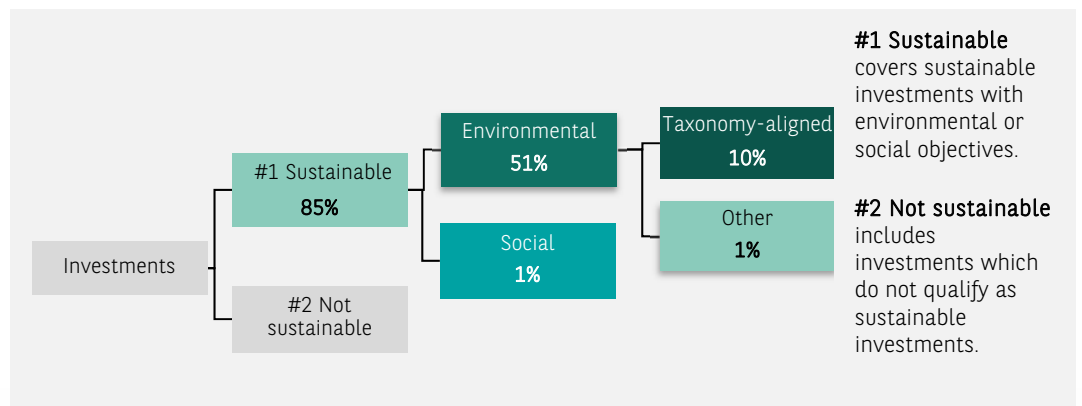 Investments
#1 Sustainable
85%
#2 Not
sustainable
Environmental
51%
Social
1%
Taxonomy-aligned
10%
Other
1%
#1 Sustainable
covers sustainable
investments with
environmental or
social objectives.
#2 Not sustainable
includes
investments which
do not qualify as
sustainable
investments.